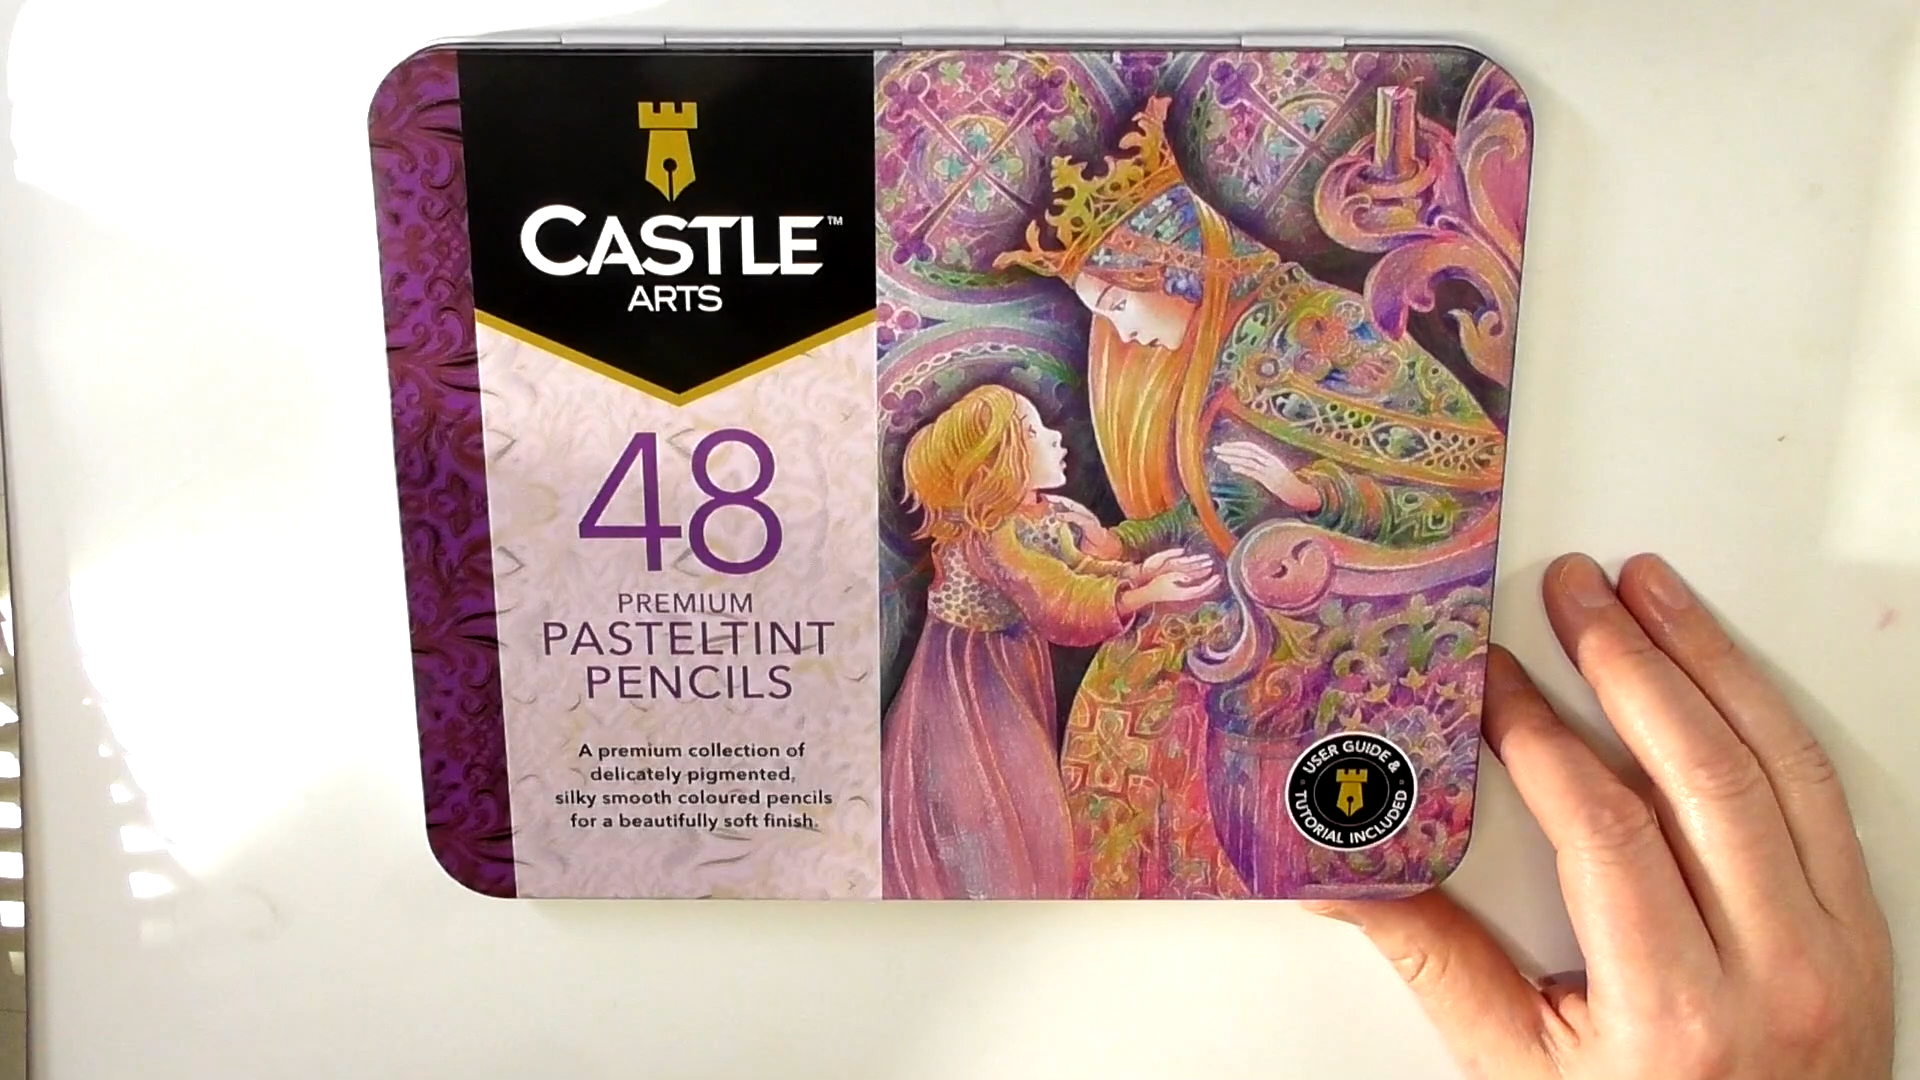 CASTLE™
ARTS
48
PREMIUM
PASTELTINT
PENCILS
A premium collection of
delicately pigmented,
silky smooth coloured pencils
for a beautifully soft finish.
USER GUIDE &
TUTORIAL INCLUDED